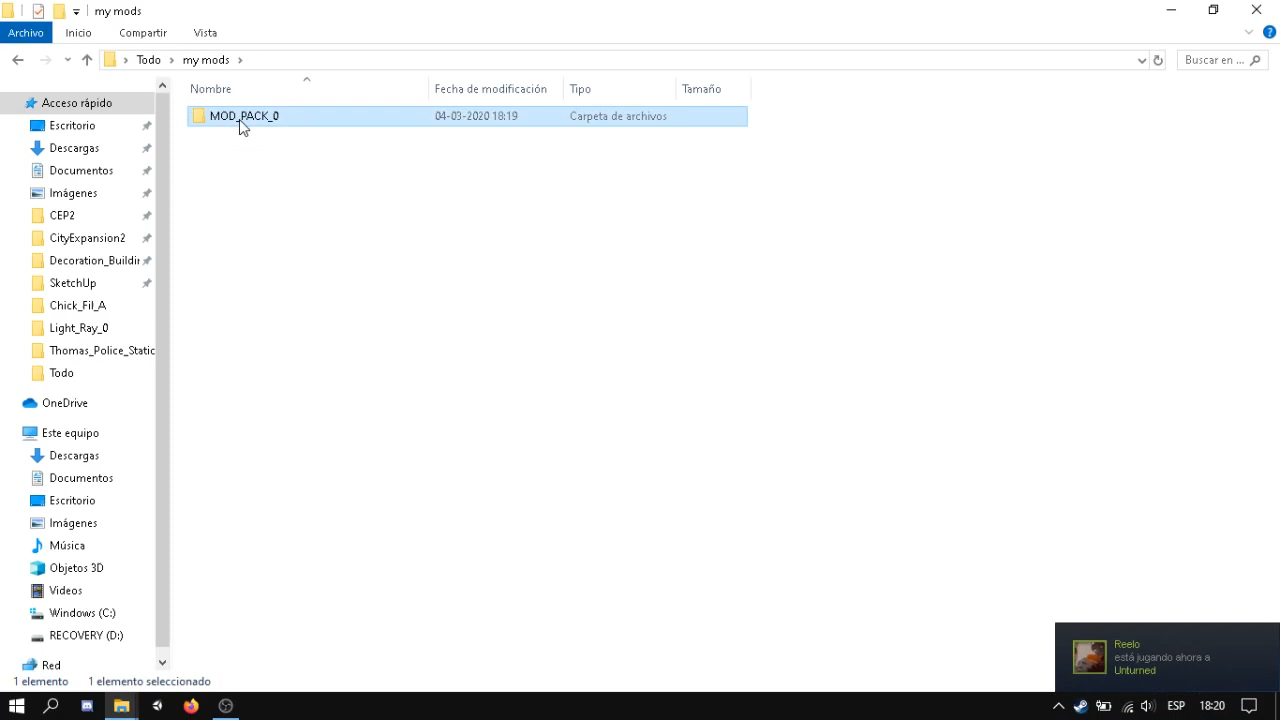 my mods
Archivo Inicio Compartir Vista
Todo my mods Buscar en ...
Nombre Fecha de modificación Tipo Tamaño
MOD_PACK_0 04-03-2020 18:19 Carpeta de archivos
Acceso rápido
Escritorio
Descargas
Documentos
Imágenes
CEP2
CityExpansion2
Decoration_Buildir
SketchUp
Chick_Fil_A
Light_Ray_0
Thomas_Police_Static
Todo
OneDrive
Este equipo
Descargas
Documentos
Escritorio
Imágenes
Música
Objetos 3D
Videos
Windows (C:)
RECOVERY (D:)
Red
1 elemento 1 elemento seleccionado
Reelo
está jugando ahora a
Unturned
ESP 18:20